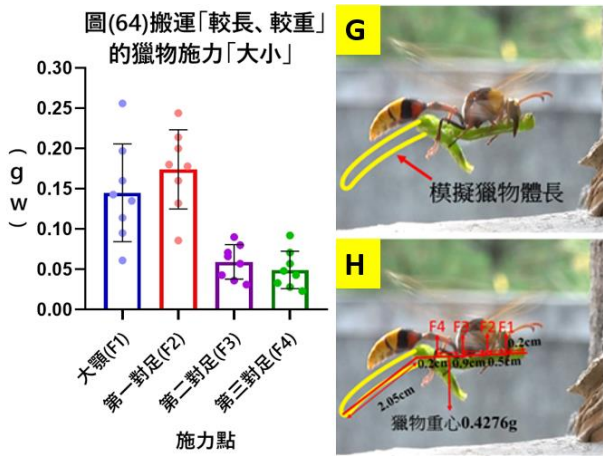 圖(64)搬運「較長、較重」
的獵物施力「大小」
0.30
0.25
0.20
0.15
0.10
0.05
0.00
(gw)
大顎(F1)
第一對足(F2)
第二對足(F3)
第三對足(F4)
施力點
G
模擬獵物體長
H
F4 F3 F2 F1
0.2cm
0.2cm 0.9cm 0.5cm
2.05cm
獵物重心0.4276g